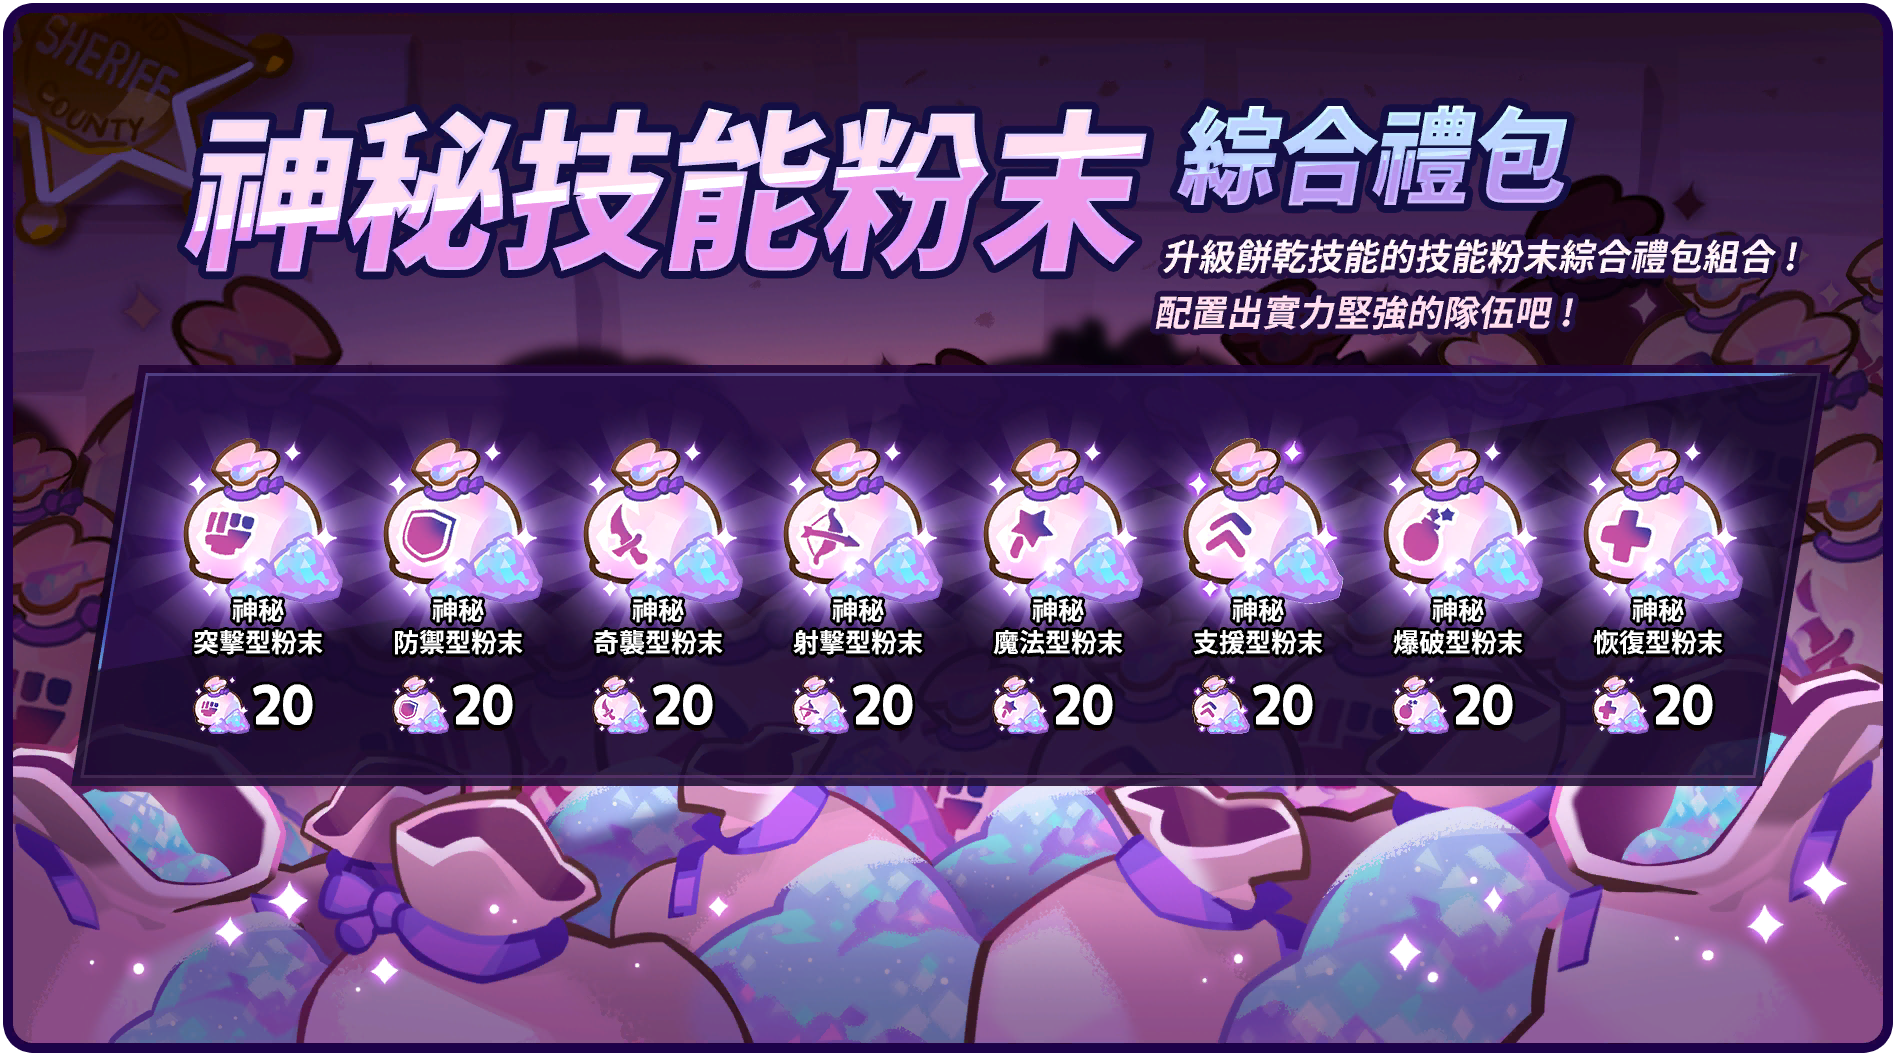 SHERIFF
COUNTY
神秘技能粉末 綜合禮包
升級餅乾技能的技能粉末綜合禮包組合！
配置出實力堅強的隊伍吧！
神秘
突擊型粉末
20
神秘
防禦型粉末
20
神秘
奇襲型粉末
20
神秘
射擊型粉末
20
神秘
魔法型粉末
20
神秘
支援型粉末
20
神秘
爆破型粉末
20
神秘
恢復型粉末
20